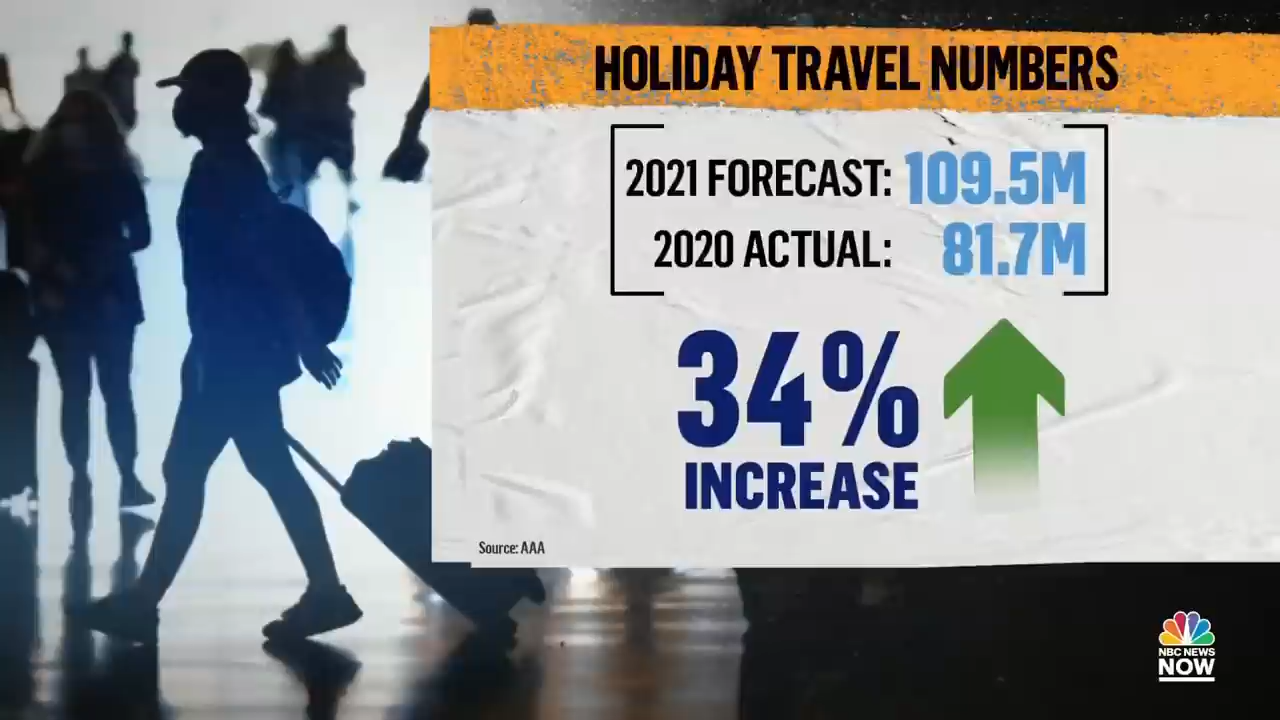 HOLIDAY TRAVEL NUMBERS
2021 FORECAST: 109.5M
2020 ACTUAL: 81.7M
34%
INCREASE
Source: AAA
NBC NEWS
NOW